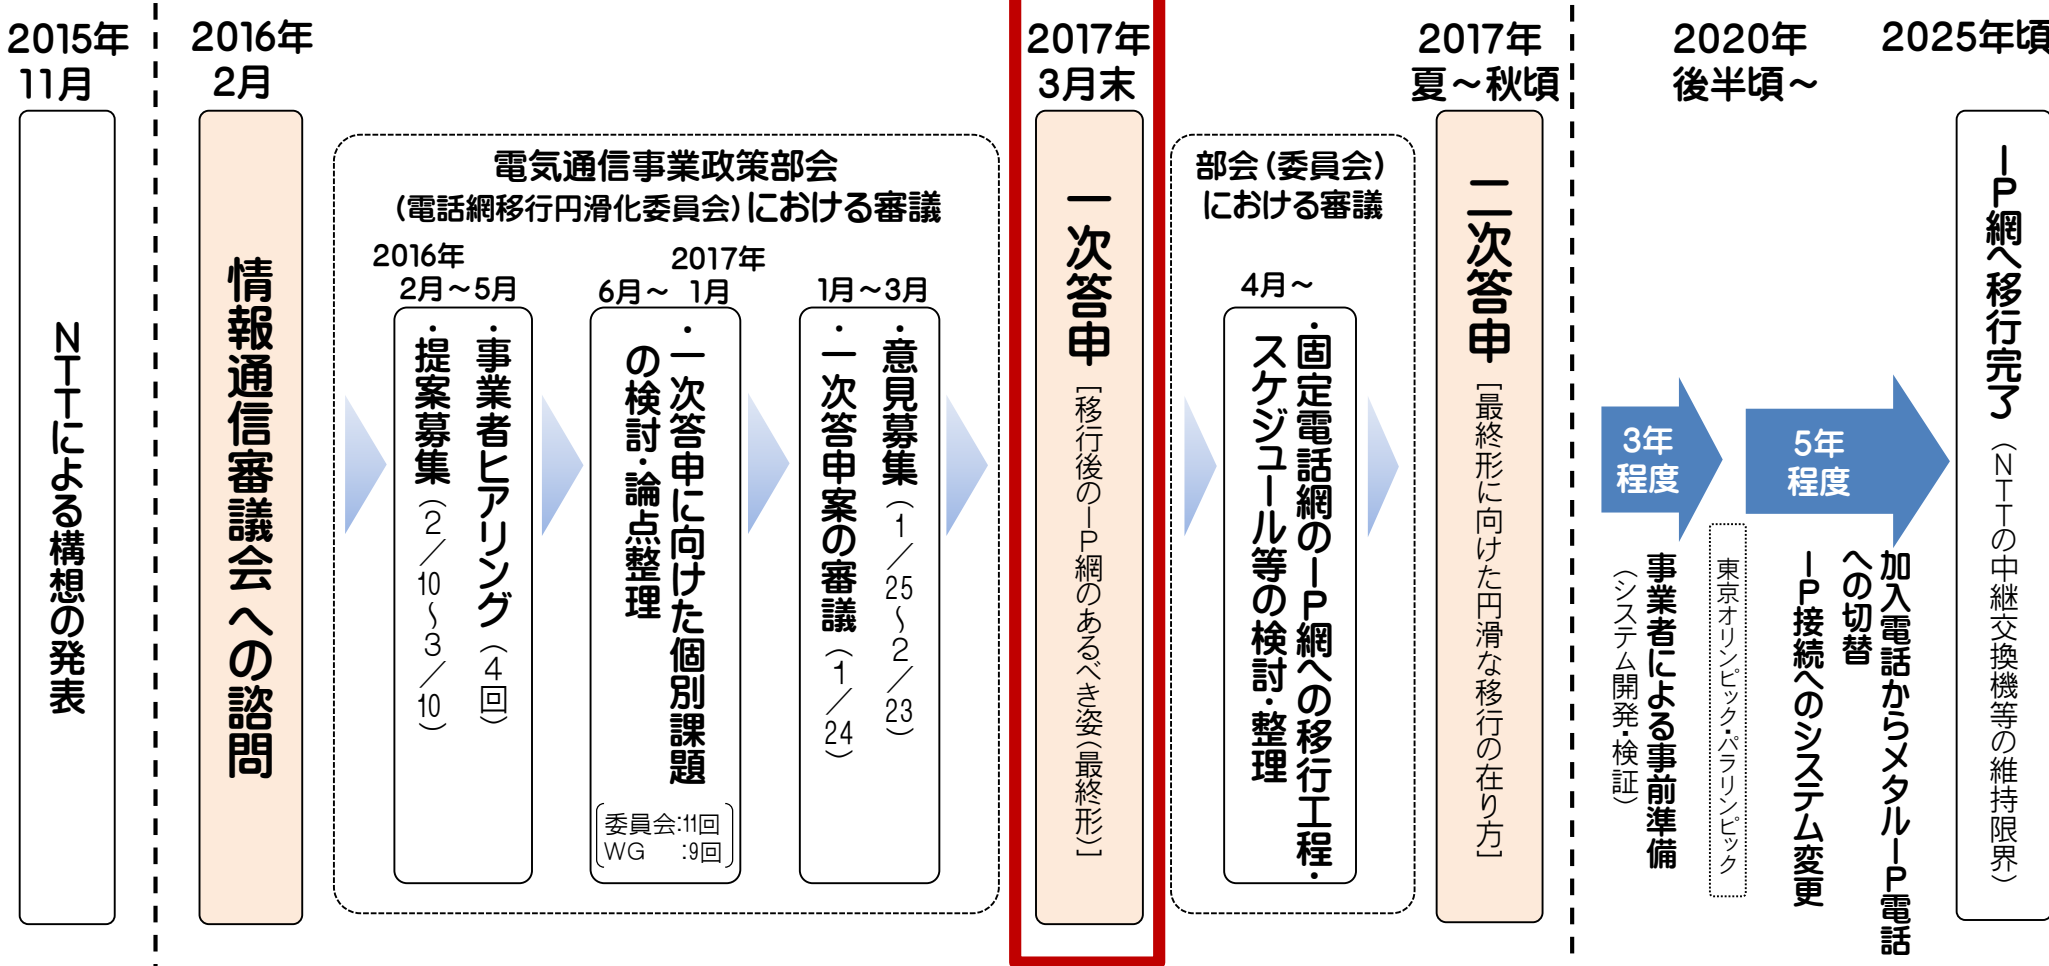 2015年
11月
NTTによる構想の発表
2016年
2月
情報通信審議会への諮問
電気通信事業政策部会
(電話網移行円滑化委員会)における審議
2016年
2月～5月
・事業者ヒアリング（4回）
・提案募集（2／10～3／10）
2017年
6月～ 1月
・一次答申に向けた個別課題
の検討・論点整理
委員会:11回
WG :9回
1月～3月
・意見募集（1／25～2／23）
・一次答申案の審議（1／24）
2017年
3月末
一次答申［移行後のIP網のあるべき姿(最終形)］
部会(委員会)
における審議
4月～
・固定電話網のIP網への移行工程・
スケジュール等の検討・整理
2017年
夏～秋頃
二次答申［最終形に向けた円滑な移行の在り方］
2020年
後半頃～
3年
程度
事業者による事前準備
（システム開発・検証）
東京オリンピック・パラリンピック
5年
程度
加入電話からメタルIP電話
への切替
IP接続へのシステム変更
2025年頃
IP網へ移行完了（NTTの中継交換機等の維持限界）